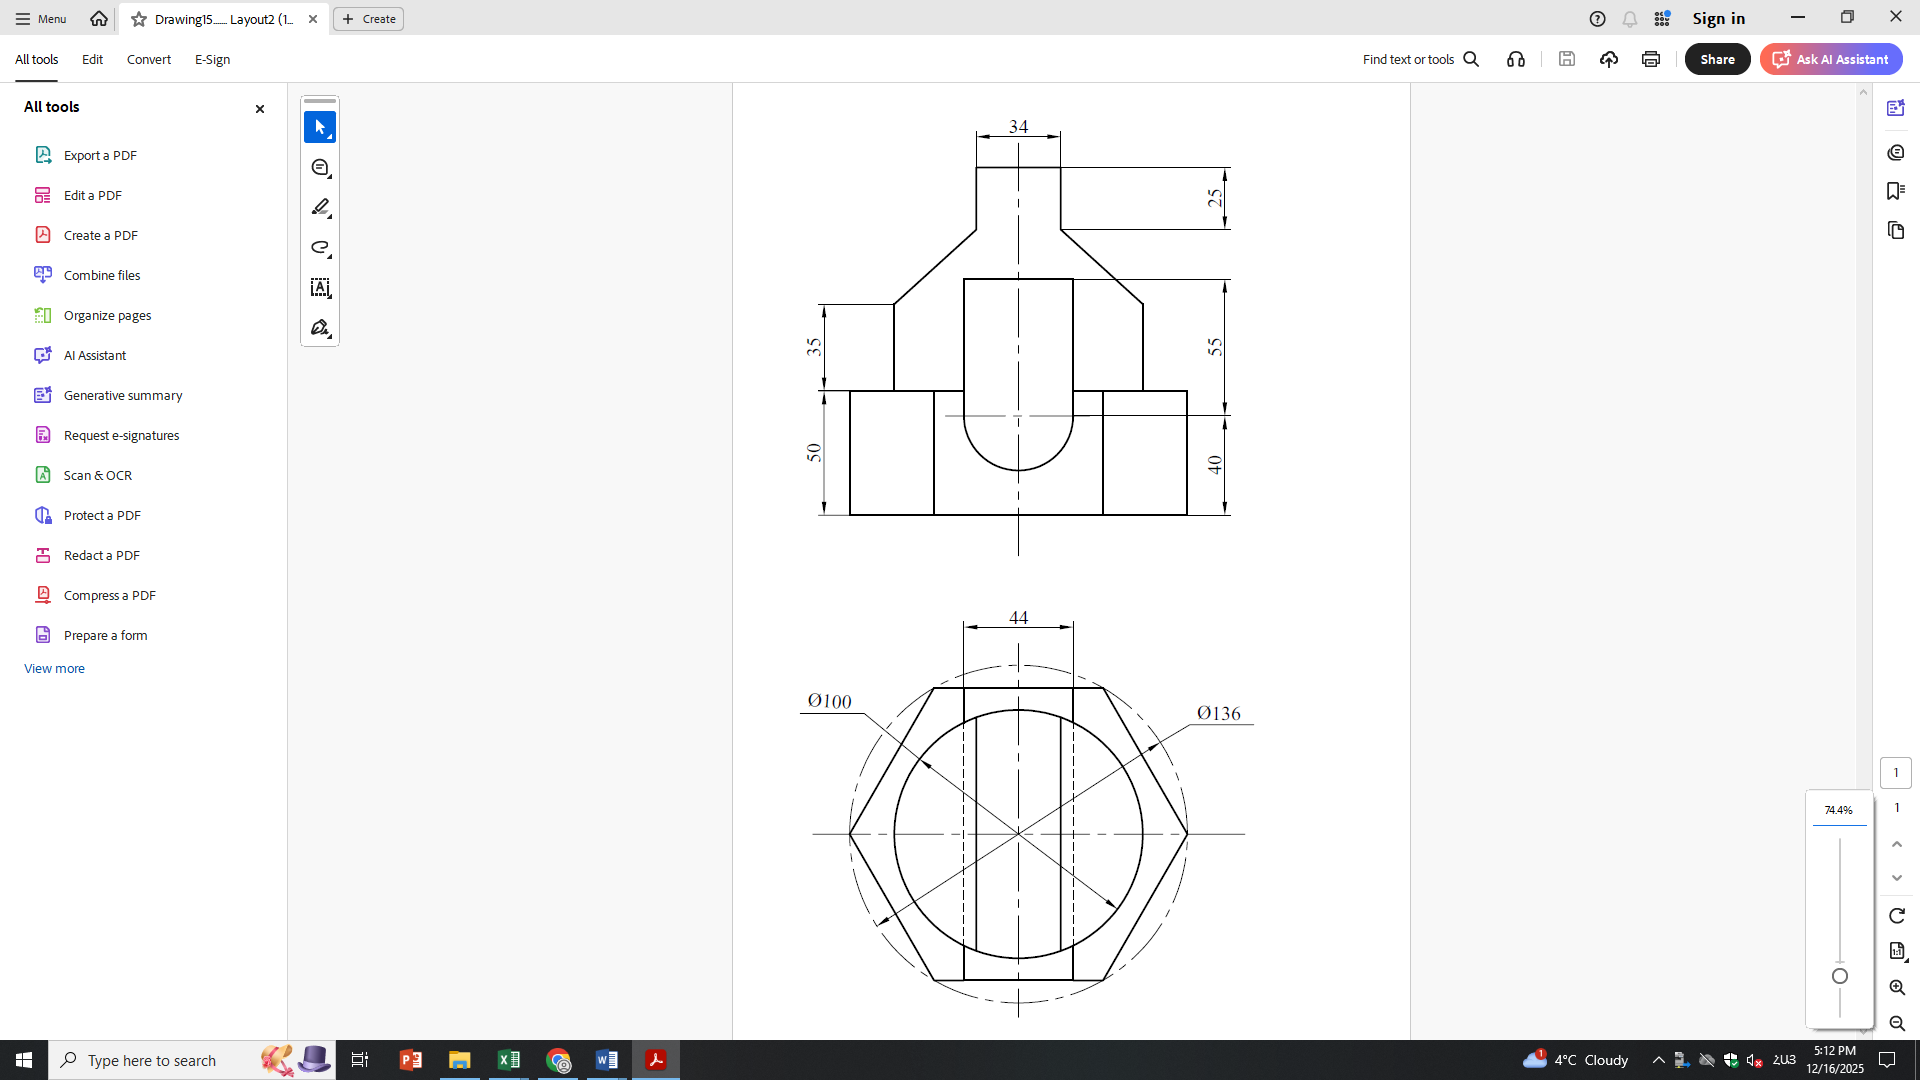 Menu
Drawing15...... Layout2 (1...
Create
Sign in
All tools
Edit
Convert
E-Sign
Find text or tools
Share
Ask AI Assistant
All tools
Export a PDF
Edit a PDF
Create a PDF
Combine files
Organize pages
AI Assistant
Generative summary
Request e-signatures
Scan & OCR
Protect a PDF
Redact a PDF
Compress a PDF
Prepare a form
View more
34
25
35
55
50
40
44
Ø100
Ø136
1
74.4%
1
Type here to search
4°C Cloudy
ՀԱՅ
5:12 PM
12/16/2025